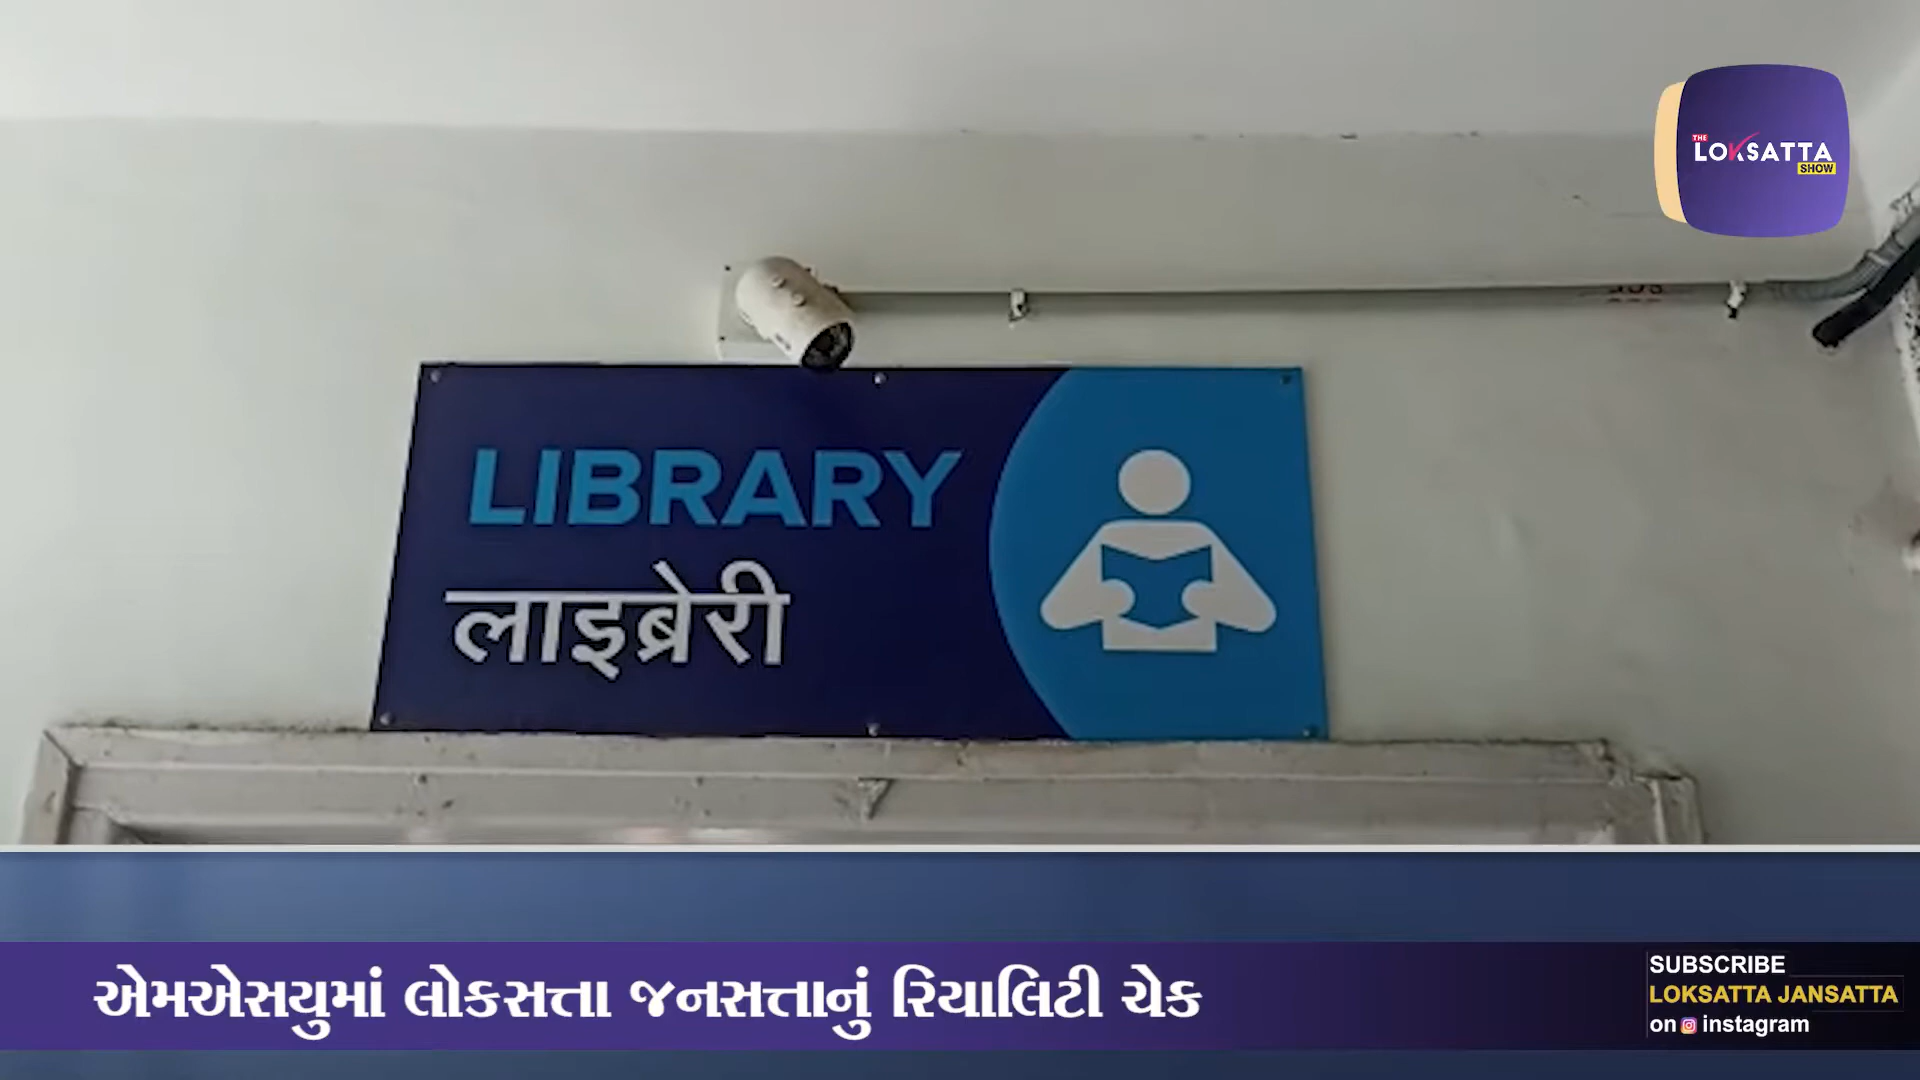 THE
LOKSATTA
SHOW
LIBRARY
लाइब्रेरी
એમએસયુમાં લોકસત્તા જનસત્તાનું રિયાલિટી ચેક
SUBSCRIBE
LOKSATTA JANSATTA
on instagram